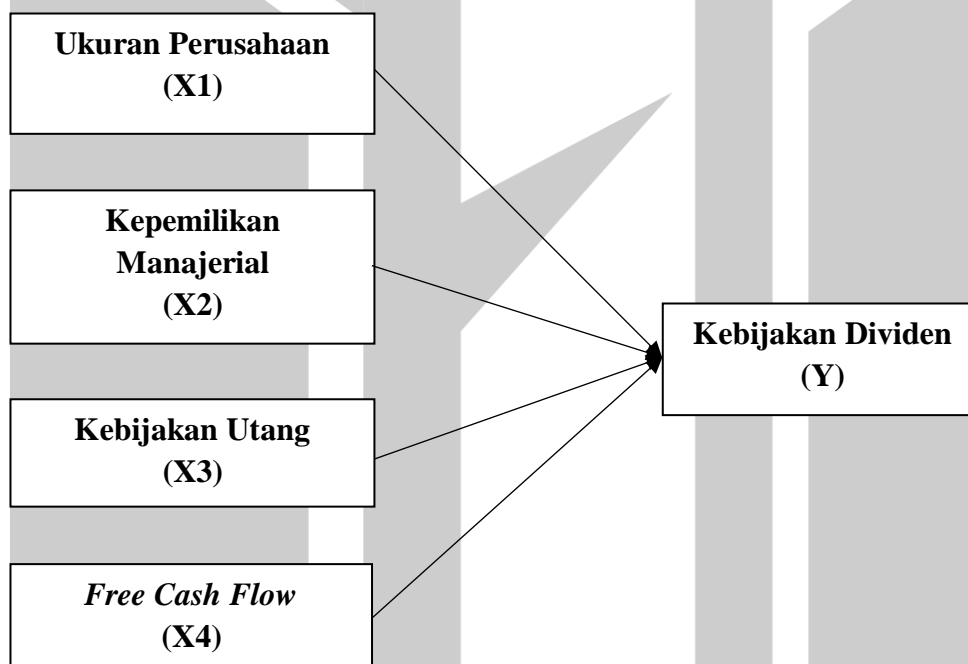 Ukuran Perusahaan
(X1)
Kepemilikan
Manajerial
(X2)
Kebijakan Utang
(X3)
Free Cash Flow
(X4)
Kebijakan Dividen
(Y)